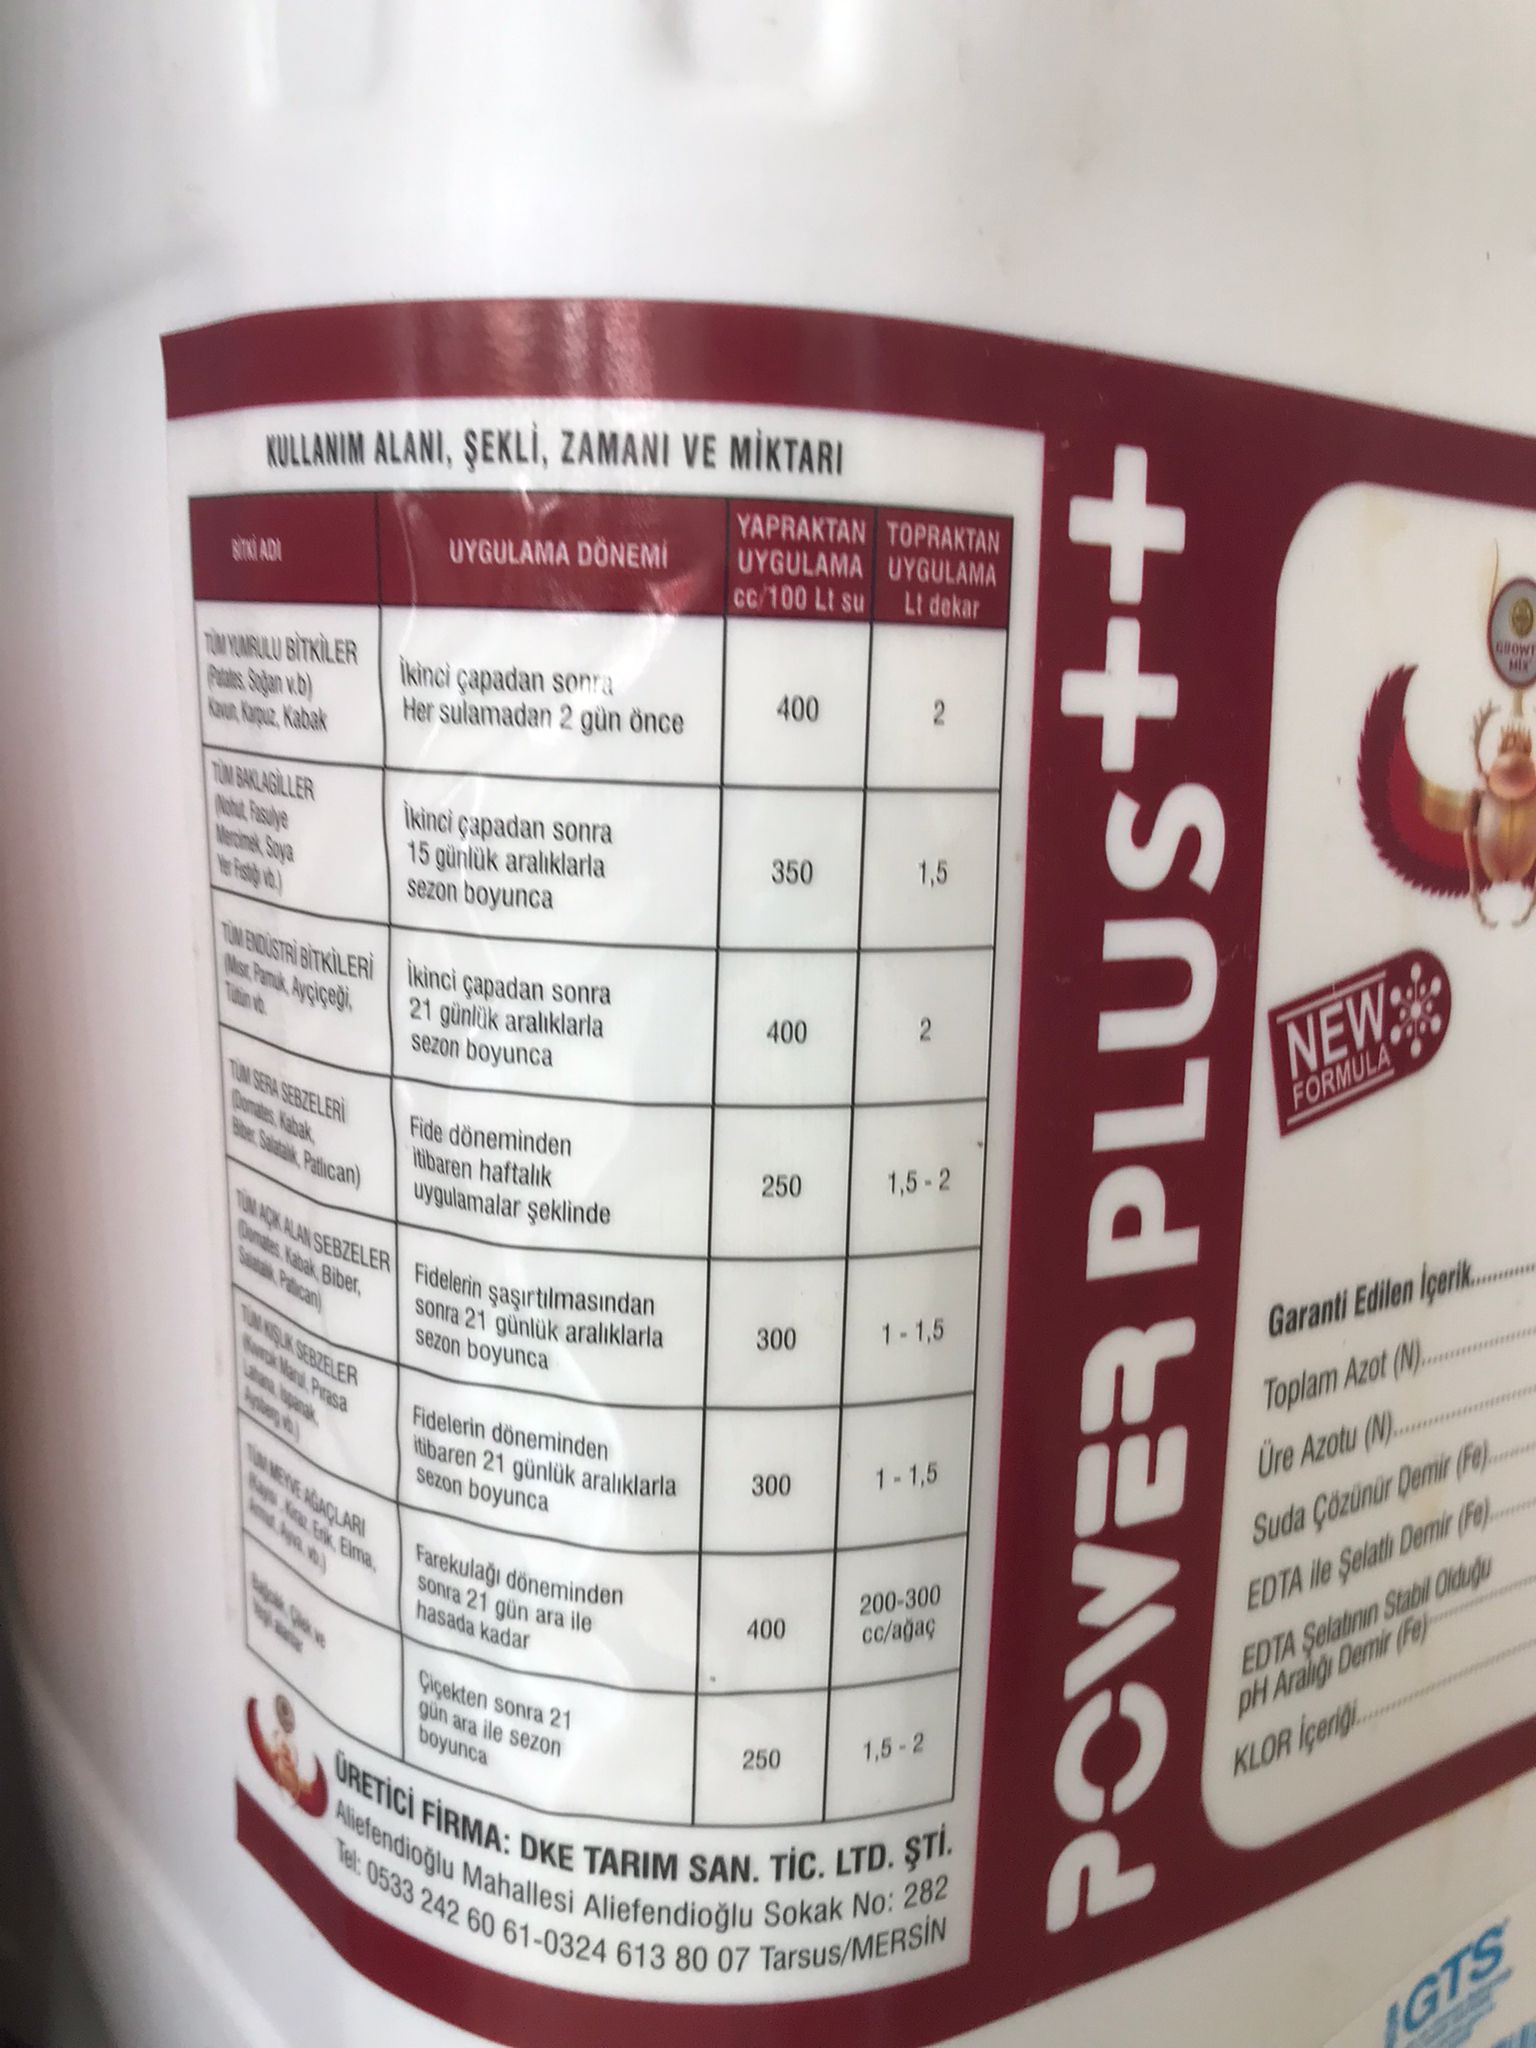 KULLANIM ALANI, ŞEKLİ, ZAMANI VE MİKTARI
BİTKİ ADI
UYGULAMA DÖNEMİ
YAPRAKTAN
UYGULAMA
cc/100 Lt su
TOPRAKTAN
UYGULAMA
Lt dekar
TÜM YUMRULU BİTKİLER
(Patates, Soğan v.b)
Kavun, Karpuz, Kabak
İkinci çapadan sonra
Her sulamadan 2 gün önce
400
2
TÜM BAKLAGİLLER
(Nohut, Fasulye
Mercimek, Soya
Yer Fıstığı vb.)
İkinci çapadan sonra
15 günlük aralıklarla
sezon boyunca
350
1,5
TÜM ENDÜSTRİ BİTKİLERİ
(Mısır, Pamuk, Ayçiçeği,
Tütün vb.
İkinci çapadan sonra
21 günlük aralıklarla
sezon boyunca
400
2
TÜM SERA SEBZELERİ
(Domates, Kabak,
Biber, Salatalık, Patlıcan)
Fide döneminden
itibaren haftalık
uygulamalar şeklinde
250
1,5 - 2
TÜM AÇIK ALAN SEBZELER
(Domates, Kabak, Biber,
Salatalık, Patlıcan)
Fidelerin şaşırtılmasından
sonra 21 günlük aralıklarla
sezon boyunca
300
1 - 1,5
TÜM KIŞLIK SEBZELER
(Kıvırcık Marul, Pırasa
Lahana, Ispanak,
Aysberg vb.)
Fidelerin döneminden
itibaren 21 günlük aralıklarla
sezon boyunca
300
1 - 1,5
TÜM MEYVE AĞAÇLARI
(Kayısı, Kiraz, Erik, Elma,
Armut, Ayva, vb.)
Farekulağı döneminden
sonra 21 gün ara ile
hasada kadar
400
200-300
cc/ağaç
Çilek ve
Yeşil alanlar
Çiçekten sonra 21
gün ara ile sezon
boyunca
250
1,5 - 2
ÜRETİCİ FİRMA: DKE TARIM SAN. TİC. LTD. ŞTİ.
Aliefendioğlu Mahallesi Aliefendioğlu Sokak No: 282
Tel: 0533 242 60 61-0324 613 80 07 Tarsus/MERSİN
POWER PLUS++
GROWT
MIX
NEW
FORMULA
Garanti Edilen İçerik..........
Toplam Azot (N)..........
Üre Azotu (N)..........
Suda Çözünür Demir (Fe)..........
EDTA ile Şelatlı Demir (Fe)..........
EDTA Şelatının Stabil Olduğu
pH Aralığı Demir (Fe)..........
KLOR İçeriği..........
GTS